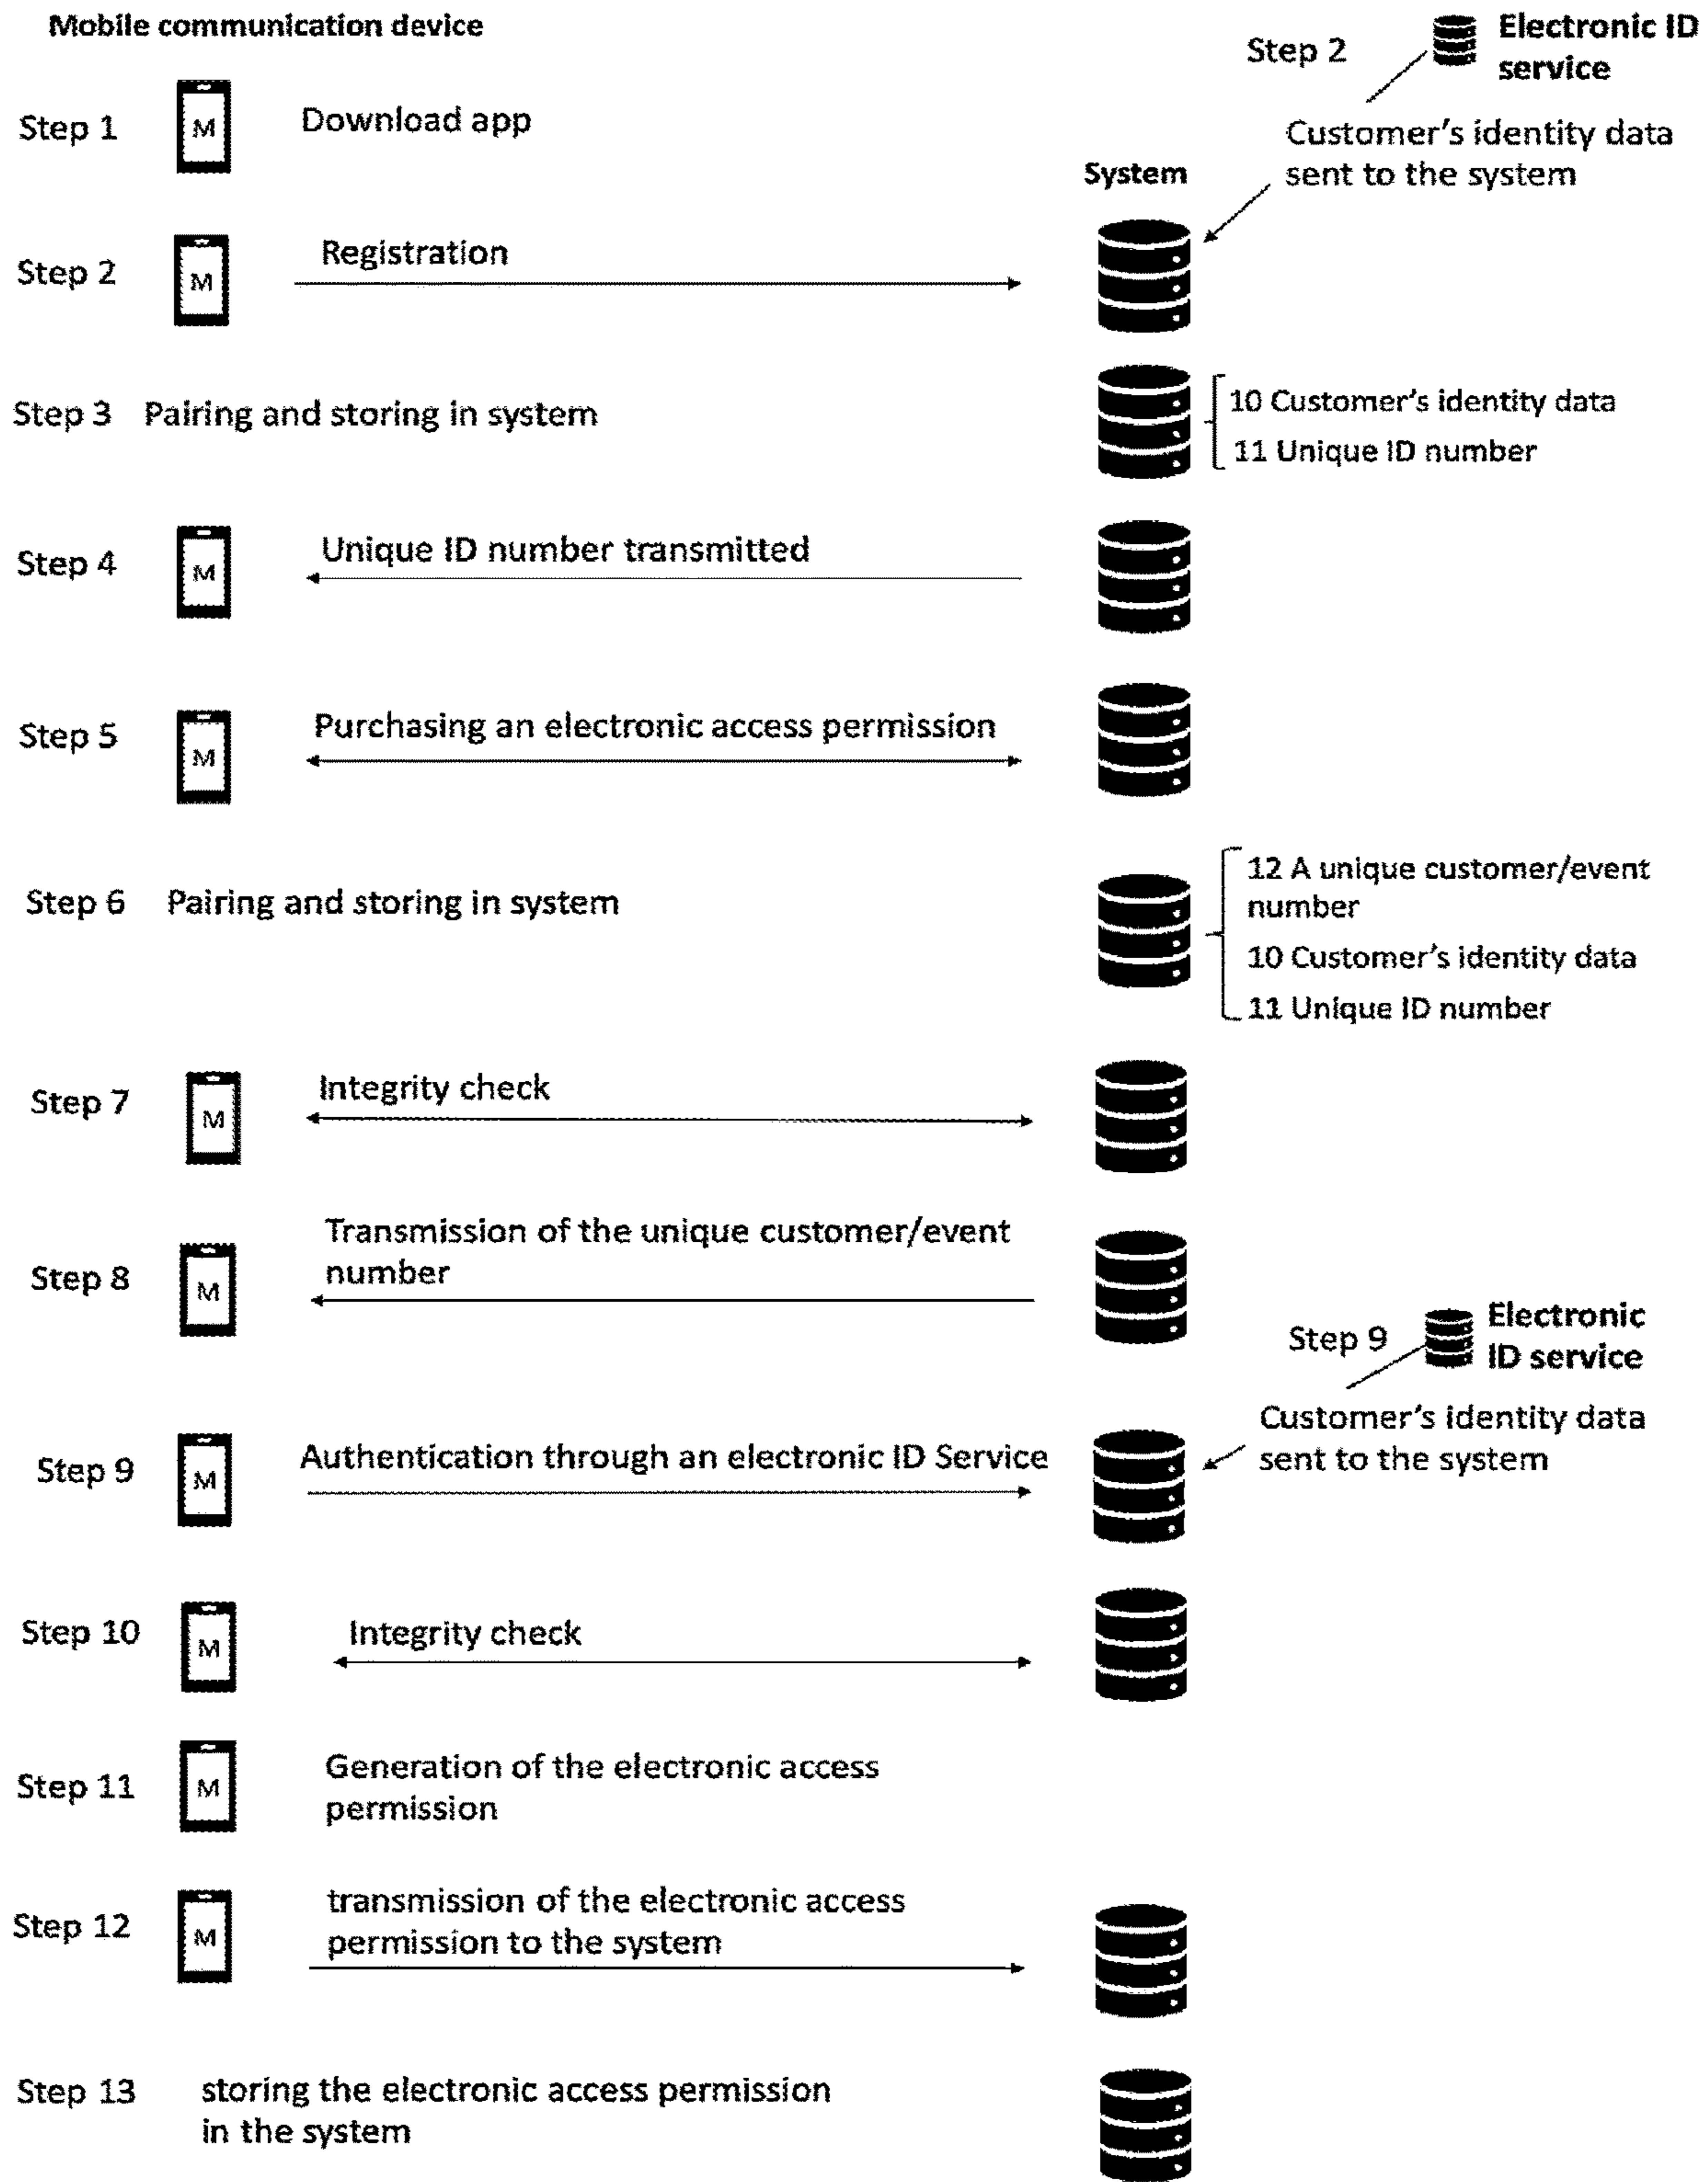 Mobile communication device
Step 2
Electronic ID
service
Step 1
M
Download app
Customer's identity data
sent to the system
System
Step 2
M
Registration
Step 3
Pairing and storing in system
10 Customer's identity data
11 Unique ID number
Step 4
M
Unique ID number transmitted
Step 5
M
Purchasing an electronic access permission
Step 6
Pairing and storing in system
12 A unique customer/event
number
10 Customer's identity data
11 Unique ID number
Step 7
M
Integrity check
Step 8
M
Transmission of the unique customer/event
number
Step 9
Electronic
ID service
Customer's identity data
sent to the system
Step 9
M
Authentication through an electronic ID Service
Step 10
M
Integrity check
Step 11
M
Generation of the electronic access
permission
Step 12
M
transmission of the electronic access
permission to the system
Step 13
storing the electronic access permission
in the system